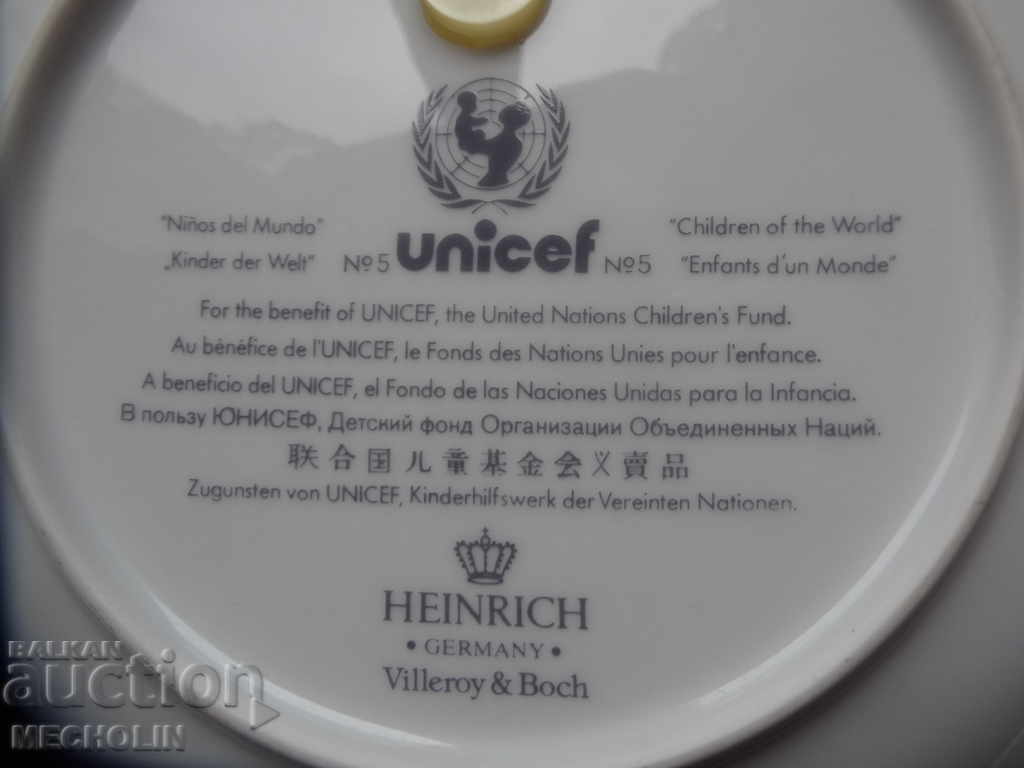 unicef
"Niños del Mundo"
„Kinder der Welt" Nº5
"Children of the World"
Nº5 "Enfants d'un Monde"
For the benefit of UNICEF, the United Nations Children's Fund.
Au bénéfice de l'UNICEF, le Fonds des Nations Unies pour l'enfance.
A beneficio del UNICEF, el Fondo de las Naciones Unidas para la Infancia.
В пользу ЮНИСЕФ, Детский фонд Организации Объединенных Наций.
联合国儿童基金会义賣品
Zugunsten von UNICEF, Kinderhilfswerk der Vereinten Nationen.
HEINRICH
• GERMANY •
Villeroy & Boch
BALKAN
auction
MECHOLIN